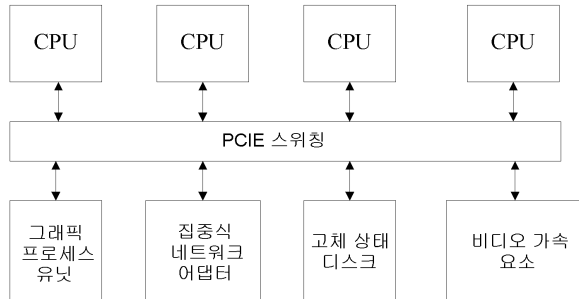 CPU CPU CPU CPU
PCIE 스위칭
그래픽
프로세스
유닛
집중식
네트워크
어댑터
고체 상태
디스크
비디오 가속
요소